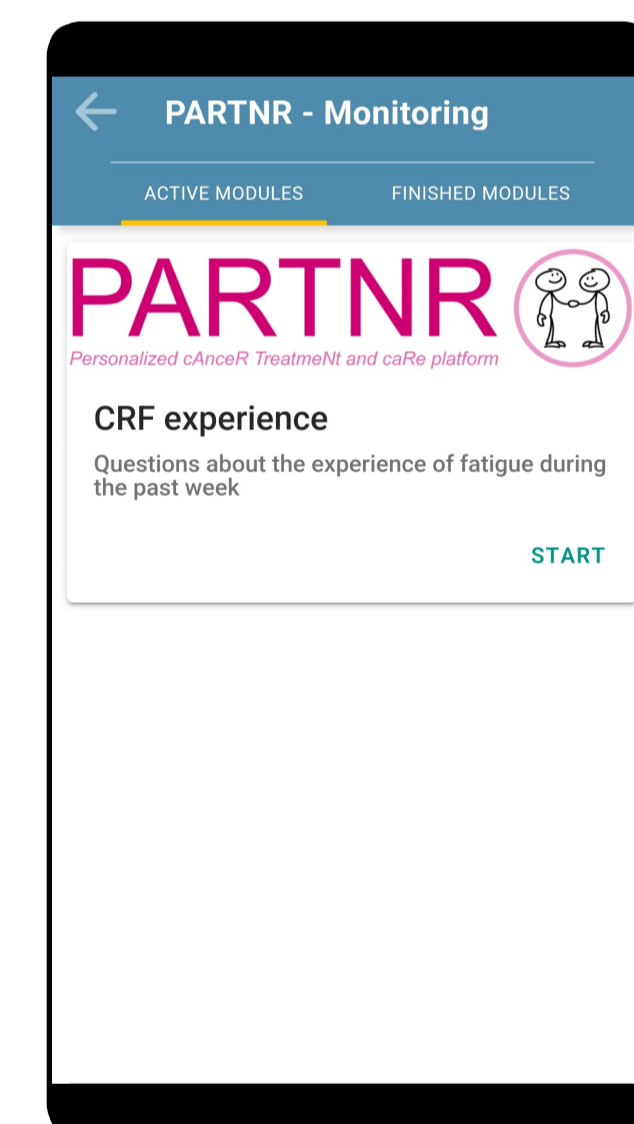 PARTNR - Monitoring
ACTIVE MODULES
FINISHED MODULES
PARTNR
Personalized cAnceR TreatmeNt and caRe platform
CRF experience
Questions about the experience of fatigue during
the past week
START